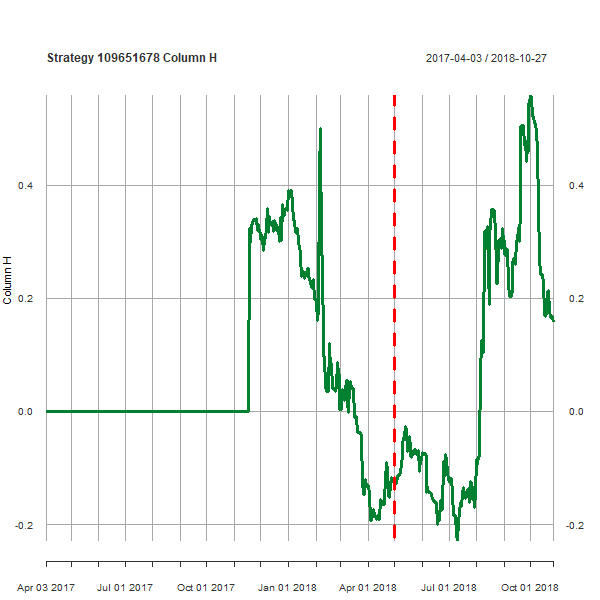 Strategy 109651678 Column H
2017-04-03 / 2018-10-27
0.4 0.4
0.2 0.2
0.0 0.0
-0.2 -0.2
Column H
Apr 03 2017 Jul 01 2017 Oct 01 2017 Jan 01 2018 Apr 01 2018 Jul 01 2018 Oct 01 2018